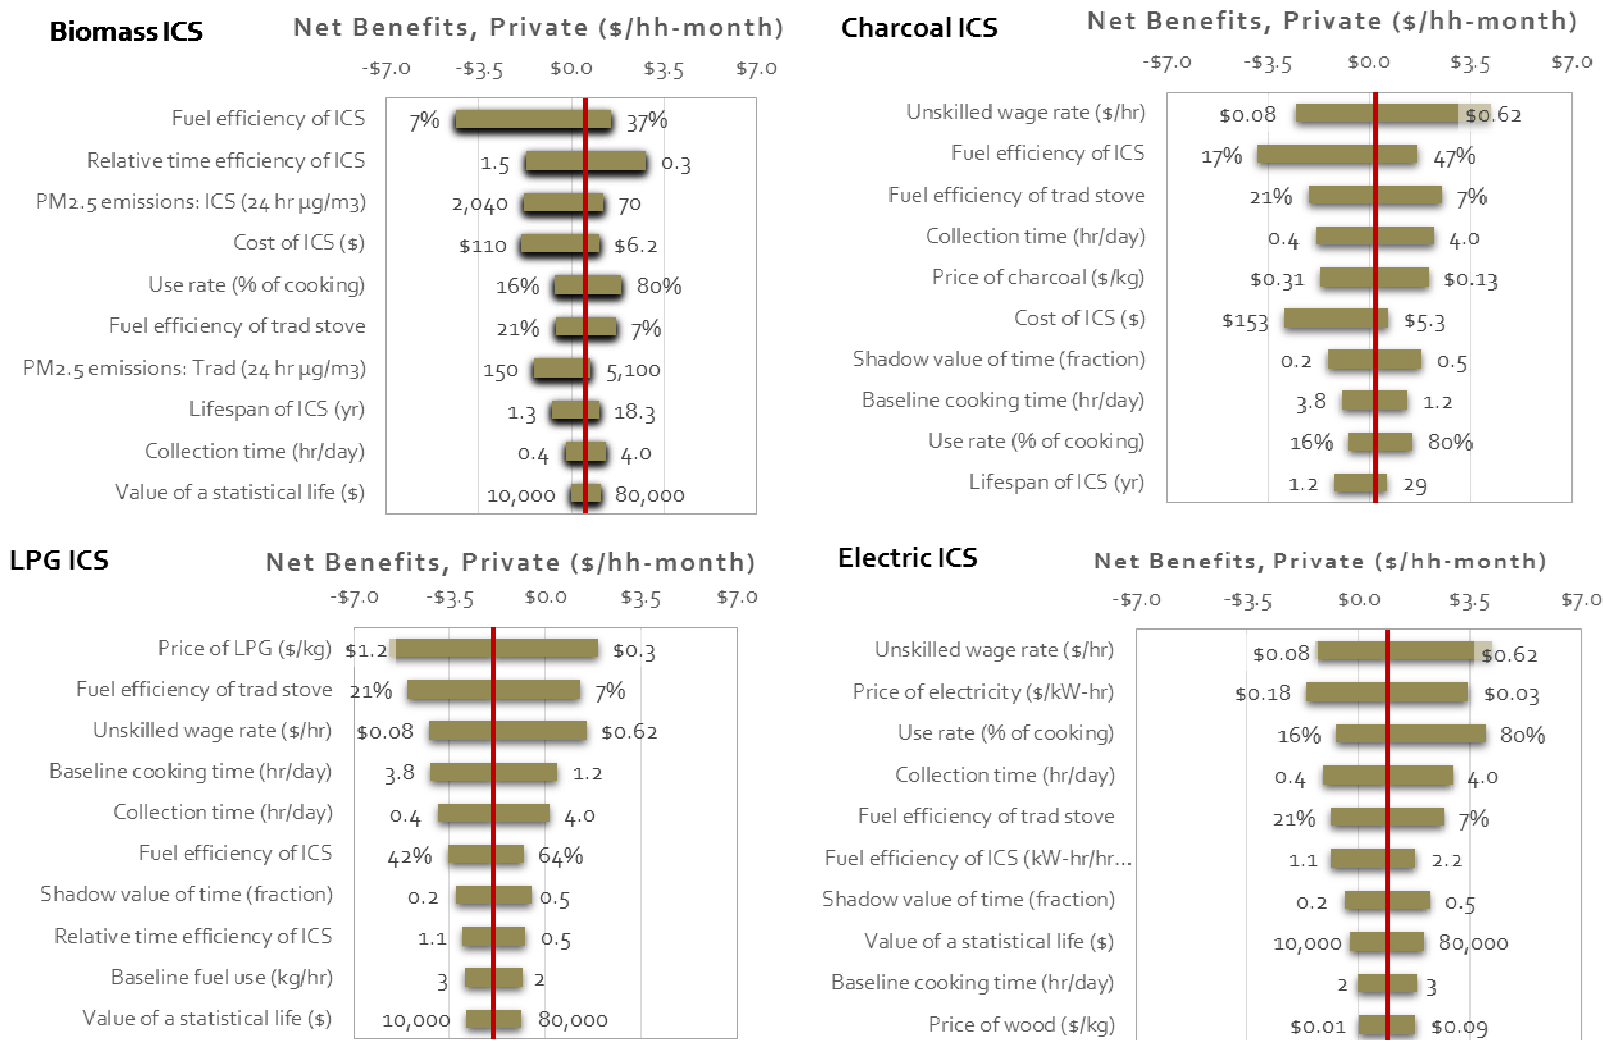 Biomass ICS
Net Benefits, Private ($/hh-month)
-$7.0 -$3.5 $0.0 $3.5 $7.0
Fuel efficiency of ICS 7% 37%
Relative time efficiency of ICS 1.5 0.3
PM2.5 emissions: ICS (24 hr µg/m3) 2,040 70
Cost of ICS ($) $110 $6.2
Use rate (% of cooking) 16% 80%
Fuel efficiency of trad stove 21% 7%
PM2.5 emissions: Trad (24 hr µg/m3) 150 5,100
Lifespan of ICS (yr) 1.3 18.3
Collection time (hr/day) 0.4 4.0
Value of a statistical life ($) 10,000 80,000
Charcoal ICS
Net Benefits, Private ($/hh-month)
-$7.0 -$3.5 $0.0 $3.5 $7.0
Unskilled wage rate ($/hr) $0.08 $0.62
Fuel efficiency of ICS 17% 47%
Fuel efficiency of trad stove 21% 7%
Collection time (hr/day) 0.4 4.0
Price of charcoal ($/kg) $0.31 $0.13
Cost of ICS ($) $153 $5.3
Shadow value of time (fraction) 0.2 0.5
Baseline cooking time (hr/day) 3.8 1.2
Use rate (% of cooking) 16% 80%
Lifespan of ICS (yr) 1.2 29
LPG ICS
Net Benefits, Private ($/hh-month)
-$7.0 -$3.5 $0.0 $3.5 $7.0
Price of LPG ($/kg) $1.2 $0.3
Fuel efficiency of trad stove 21% 7%
Unskilled wage rate ($/hr) $0.08 $0.62
Baseline cooking time (hr/day) 3.8 1.2
Collection time (hr/day) 0.4 4.0
Fuel efficiency of ICS 42% 64%
Shadow value of time (fraction) 0.2 0.5
Relative time efficiency of ICS 1.1 0.5
Baseline fuel use (kg/hr) 3 2
Value of a statistical life ($) 10,000 80,000
Electric ICS
Net Benefits, Private ($/hh-month)
-$7.0 -$3.5 $0.0 $3.5 $7.0
Unskilled wage rate ($/hr) $0.08 $0.62
Price of electricity ($/kW-hr) $0.18 $0.03
Use rate (% of cooking) 16% 80%
Collection time (hr/day) 0.4 4.0
Fuel efficiency of trad stove 21% 7%
Fuel efficiency of ICS (kW-hr/hr... 1.1 2.2
Shadow value of time (fraction) 0.2 0.5
Value of a statistical life ($) 10,000 80,000
Baseline cooking time (hr/day) 2 3
Price of wood ($/kg) $0.01 $0.09